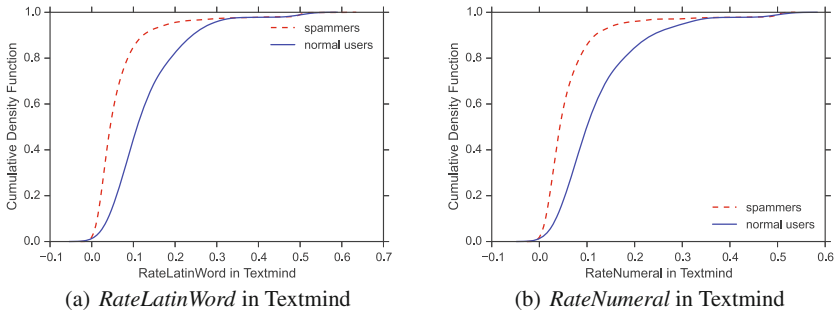 Cumulative Density Function
1.0
0.8
0.6
0.4
0.2
0.0
spammers
normal users
−0.1 0.0 0.1 0.2 0.3 0.4 0.5 0.6 0.7
RateLatinWord in Textmind
(a) RateLatinWord in Textmind
Cumulative Density Function
1.0
0.8
0.6
0.4
0.2
0.0
spammers
normal users
−0.1 0.0 0.1 0.2 0.3 0.4 0.5 0.6
RateNumeral in Textmind
(b) RateNumeral in Textmind